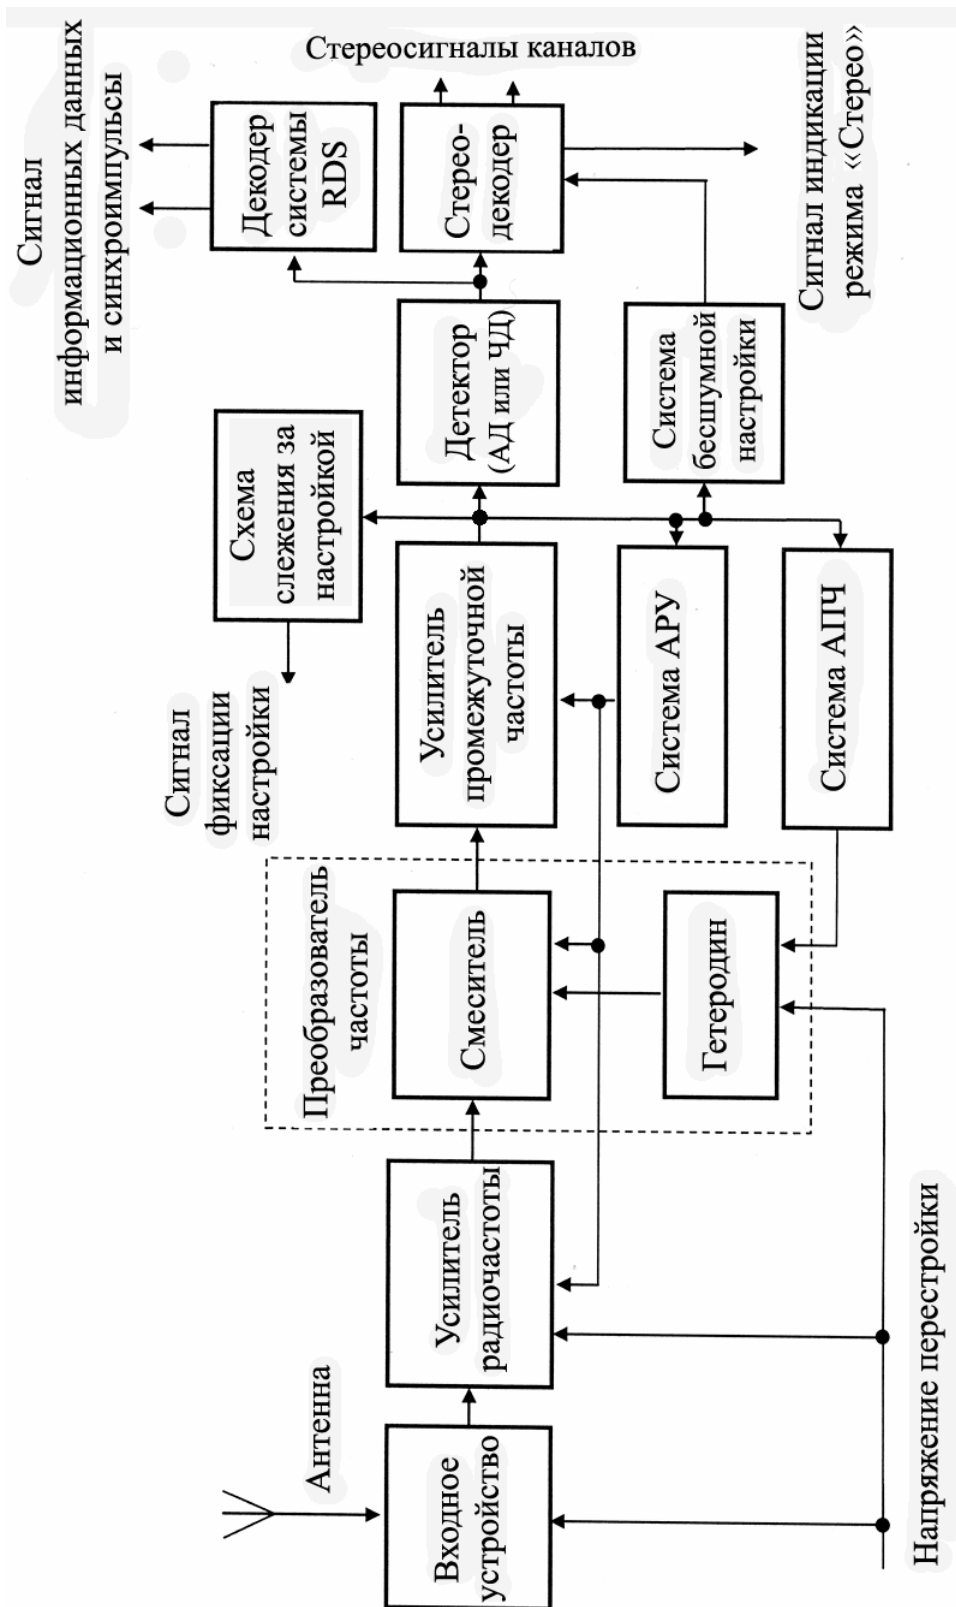 Антенна
Входное
устройство
Усилитель
радиочастоты
Преобразователь
частоты
Смеситель
Гетеродин
Напряжение перестройки
Усилитель
промежуточной
частоты
Система АРУ
Система АПЧ
Сигнал
фиксации
настройки
Схема
слежения за
настройкой
Детектор
(АД или ЧД)
Система
бесшумной
настройки
Декодер
системы
RDS
Стерео-
декодер
Сигнал
информационных данных
и синхроимпульсы
Стереосигналы каналов
Сигнал индикации
режима «Стерео»